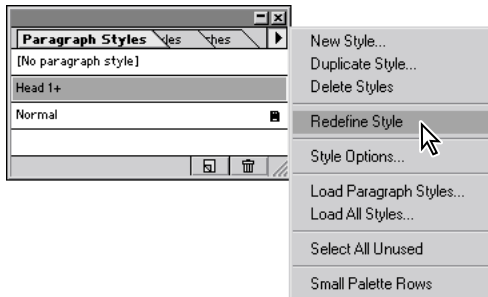 Paragraph Styles
[No paragraph style]
Head 1+
Normal
New Style...
Duplicate Style...
Delete Styles
Redefine Style
Style Options...
Load Paragraph Styles...
Load All Styles...
Select All Unused
Small Palette Rows